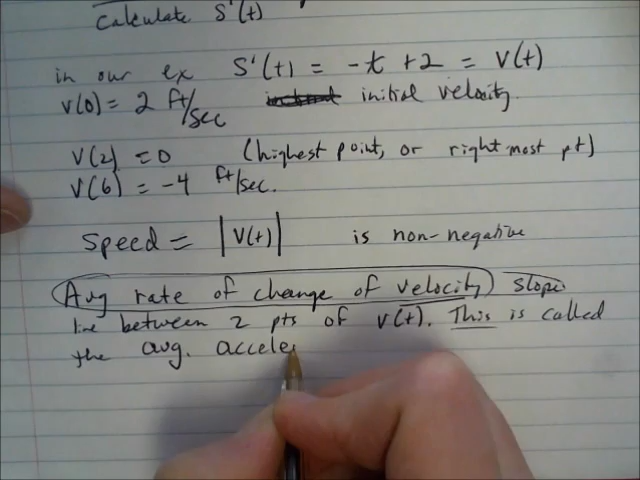 Calculate S'(t)
in our ex S'(t) = -t + 2 = V(t)
V(0) = 2 ft/sec initial velocity.
V(2) = 0 (highest point, or right-most pt)
V(6) = -4 ft/sec.
Speed = |V(t)| is non-negative
(Avg rate of change of velocity) slope
line between 2 pts of V(t). This is called
the avg. accele